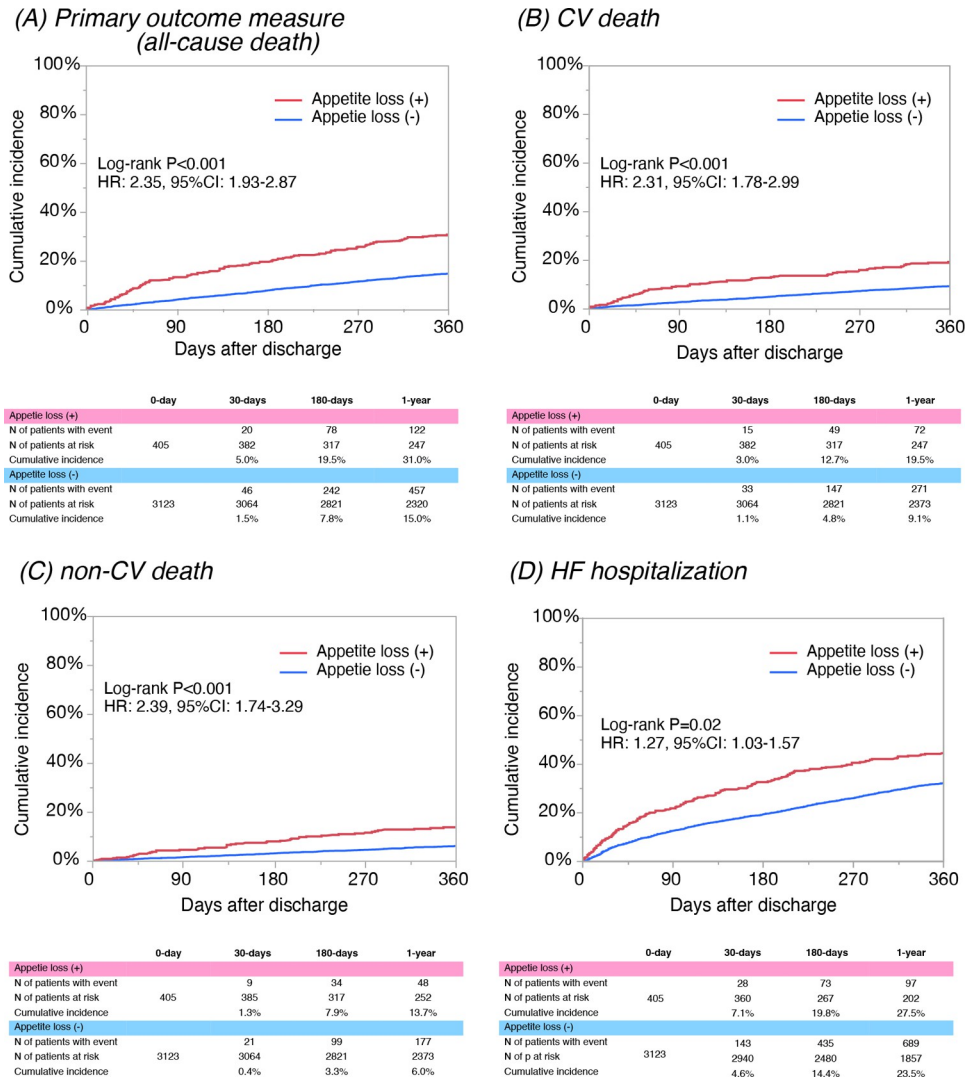 (A) Primary outcome measure
(all-cause death)
100%
80%
60%
40%
20%
0%
Cumulative incidence
Appetite loss (+)
Appetie loss (-)
Log-rank P<0.001
HR: 2.35, 95%CI: 1.93-2.87
0 90 180 270 360
Days after discharge
0-day 30-days 180-days 1-year
Appetie loss (+)
N of patients with event 20 78 122
N of patients at risk 405 382 317 247
Cumulative incidence 5.0% 19.5% 31.0%
Appetie loss (-)
N of patients with event 46 242 457
N of patients at risk 3123 3064 2821 2320
Cumulative incidence 1.5% 7.8% 15.0%
(B) CV death
100%
80%
60%
40%
20%
0%
Cumulative incidence
Appetite loss (+)
Appetie loss (-)
Log-rank P<0.001
HR: 2.31, 95%CI: 1.78-2.99
0 90 180 270 360
Days after discharge
0-day 30-days 180-days 1-year
Appetie loss (+)
N of patients with event 15 49 72
N of patients at risk 405 382 317 247
Cumulative incidence 3.0% 12.7% 19.5%
Appetite loss (-)
N of patients with event 33 147 271
N of patients at risk 3123 3064 2821 2373
Cumulative incidence 1.1% 4.8% 9.1%
(C) non-CV death
100%
80%
60%
40%
20%
0%
Cumulative incidence
Appetite loss (+)
Appetie loss (-)
Log-rank P<0.001
HR: 2.39, 95%CI: 1.74-3.29
0 90 180 270 360
Days after discharge
0-day 30-days 180-days 1-year
Appetie loss (+)
N of patients with event 9 34 48
N of patients at risk 405 385 317 252
Cumulative incidence 1.3% 7.9% 13.7%
Appetite loss (-)
N of patients with event 21 99 177
N of patients at risk 3123 3064 2821 2373
Cumulative incidence 0.4% 3.3% 6.0%
(D) HF hospitalization
100%
80%
60%
40%
20%
0%
Cumulative incidence
Appetite loss (+)
Appetie loss (-)
Log-rank P=0.02
HR: 1.27, 95%CI: 1.03-1.57
0 90 180 270 360
Days after discharge
0-day 30-days 180-days 1-year
Appetie loss (+)
N of patients with event 28 73 97
N of patients at risk 405 360 267 202
Cumulative incidence 7.1% 19.8% 27.5%
Appetite loss (-)
N of patients with event 143 435 689
N of p at risk 3123 2940 2480 1857
Cumulative incidence 4.6% 14.4% 23.5%